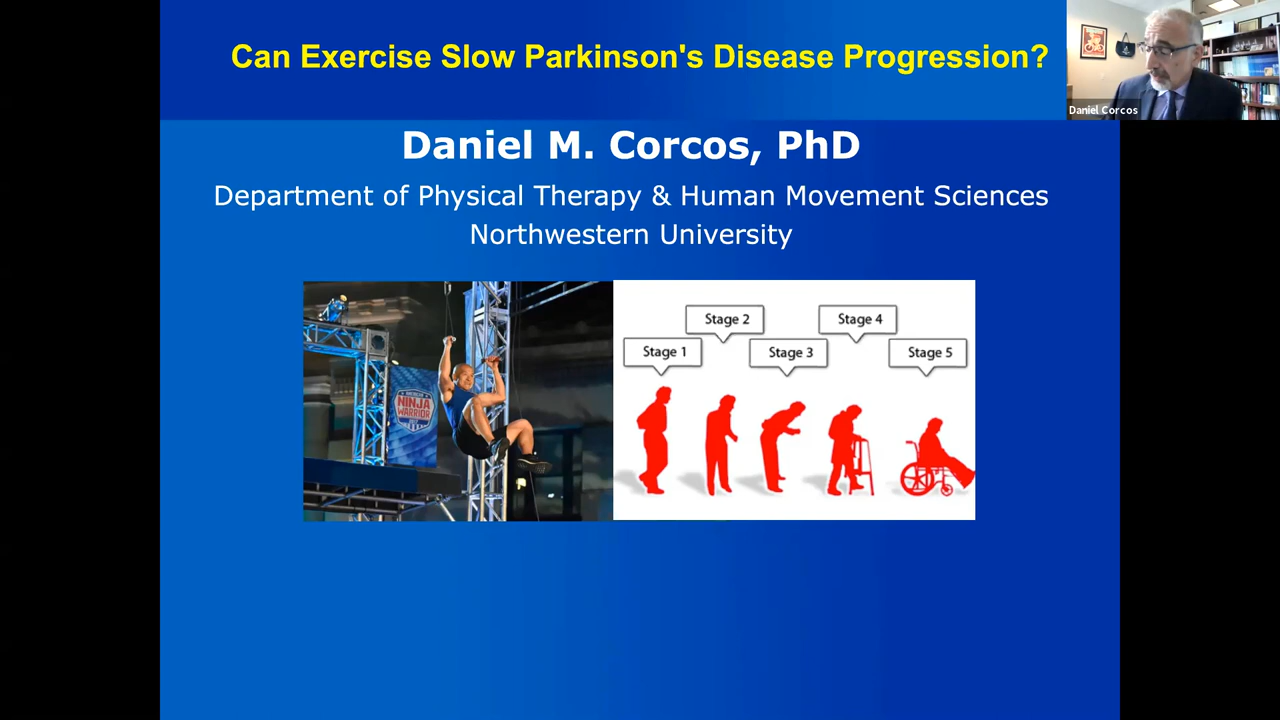 Can Exercise Slow Parkinson's Disease Progression?
Daniel Corcos
Daniel M. Corcos, PhD
Department of Physical Therapy & Human Movement Sciences
Northwestern University
Stage 1
Stage 2
Stage 3
Stage 4
Stage 5
NINJA
WARRIOR